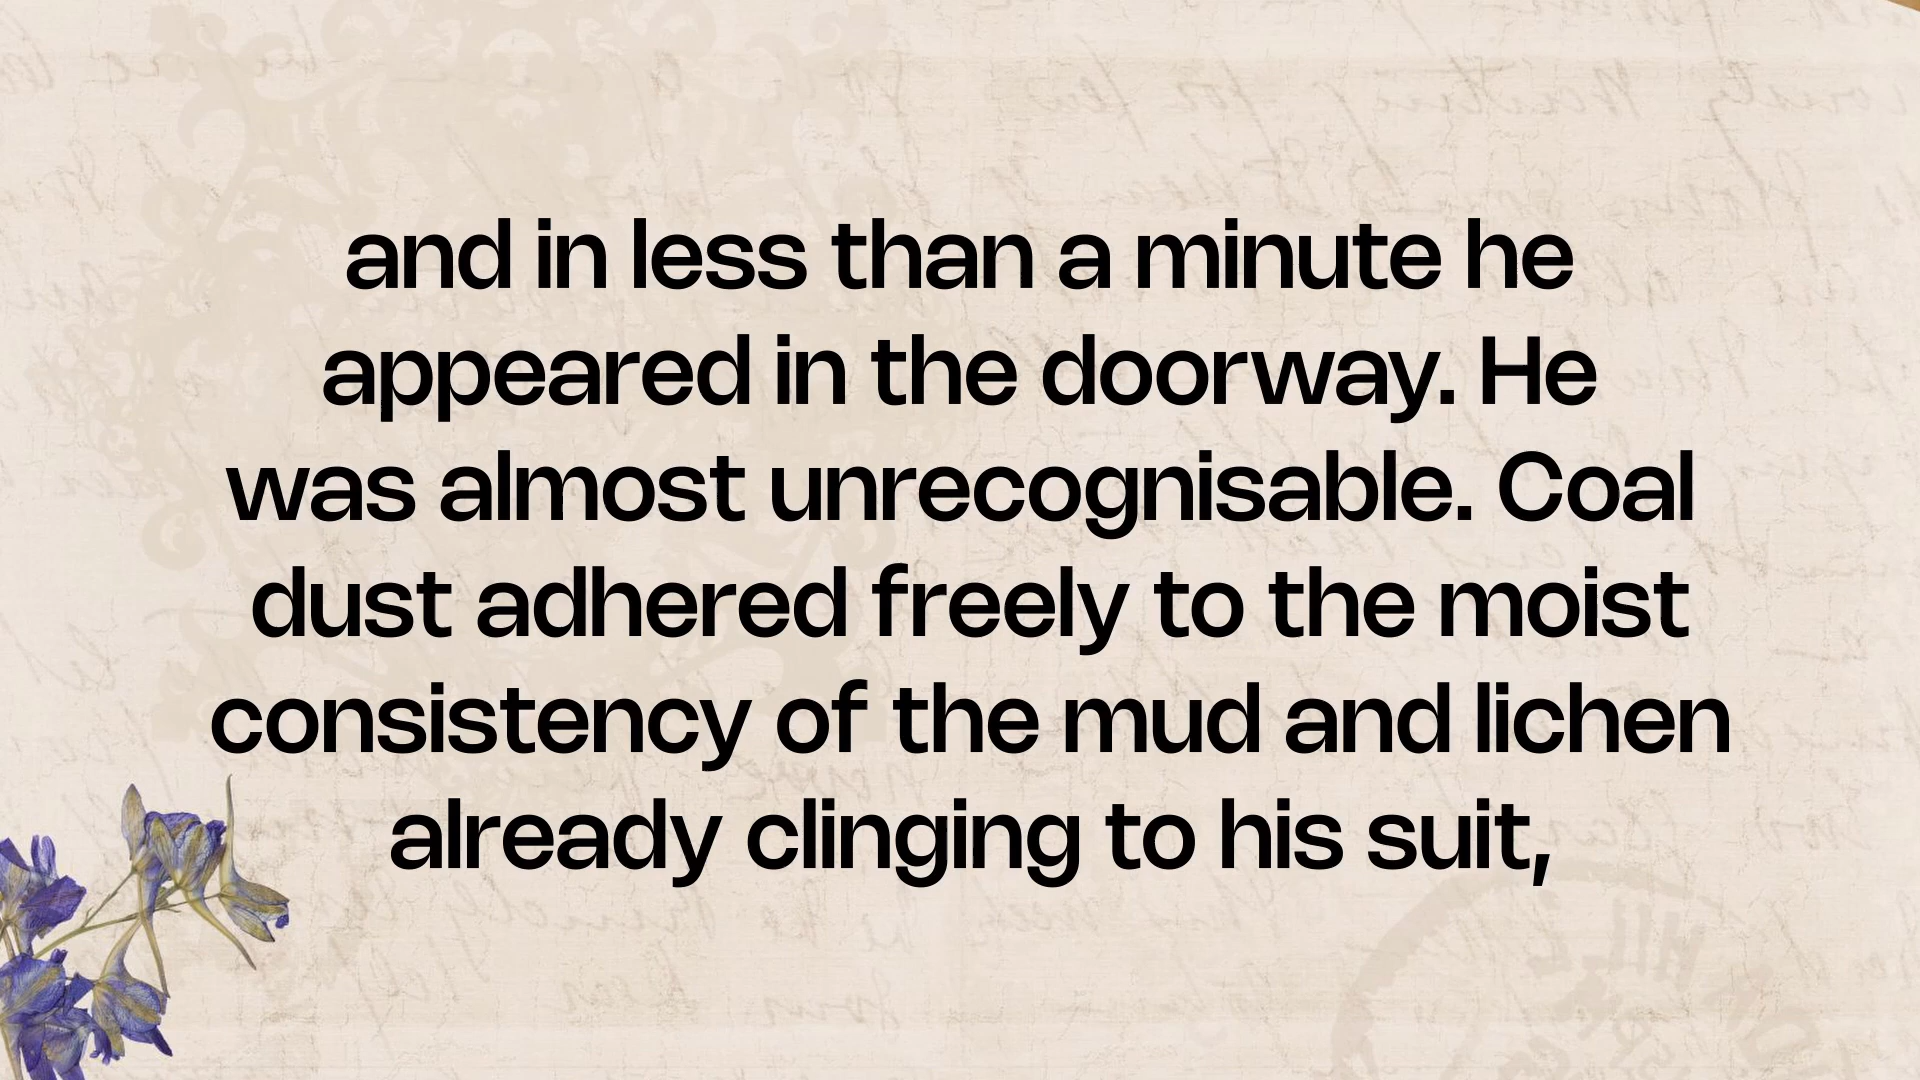 and in less than a minute he
appeared in the doorway. He
was almost unrecognisable. Coal
dust adhered freely to the moist
consistency of the mud and lichen
already clinging to his suit,